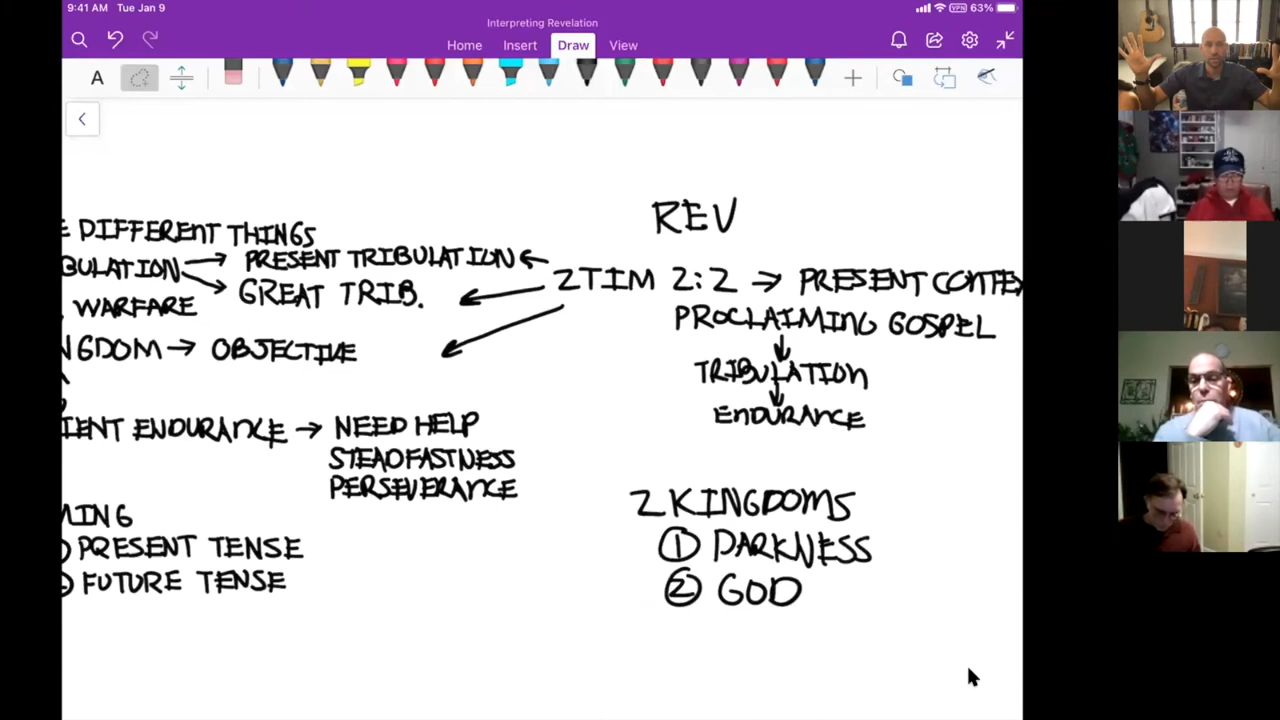 9:41 AM Tue Jan 9
VPN 63%
Interpreting Revelation
Home Insert Draw View
A
REV
E DIFFERENT THINGS
BULATION → PRESENT TRIBULATION
GREAT TRIB.
2TIM 2:2 → PRESENT CONTEX
PROCLAIMING GOSPEL
TRIBULATION
ENDURANCE
WARFARE
NGDOM → OBJECTIVE
IENT ENDURANCE → NEED HELP
STEADFASTNESS
PERSEVERANCE
MING
PRESENT TENSE
FUTURE TENSE
2 KINGDOMS
① DARKNESS
② GOD